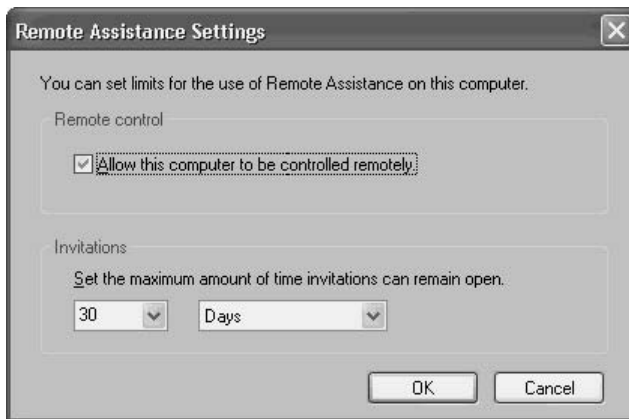 Remote Assistance Settings
You can set limits for the use of Remote Assistance on this computer.
Remote control
Allow this computer to be controlled remotely.
Invitations
Set the maximum amount of time invitations can remain open.
30 Days
OK Cancel